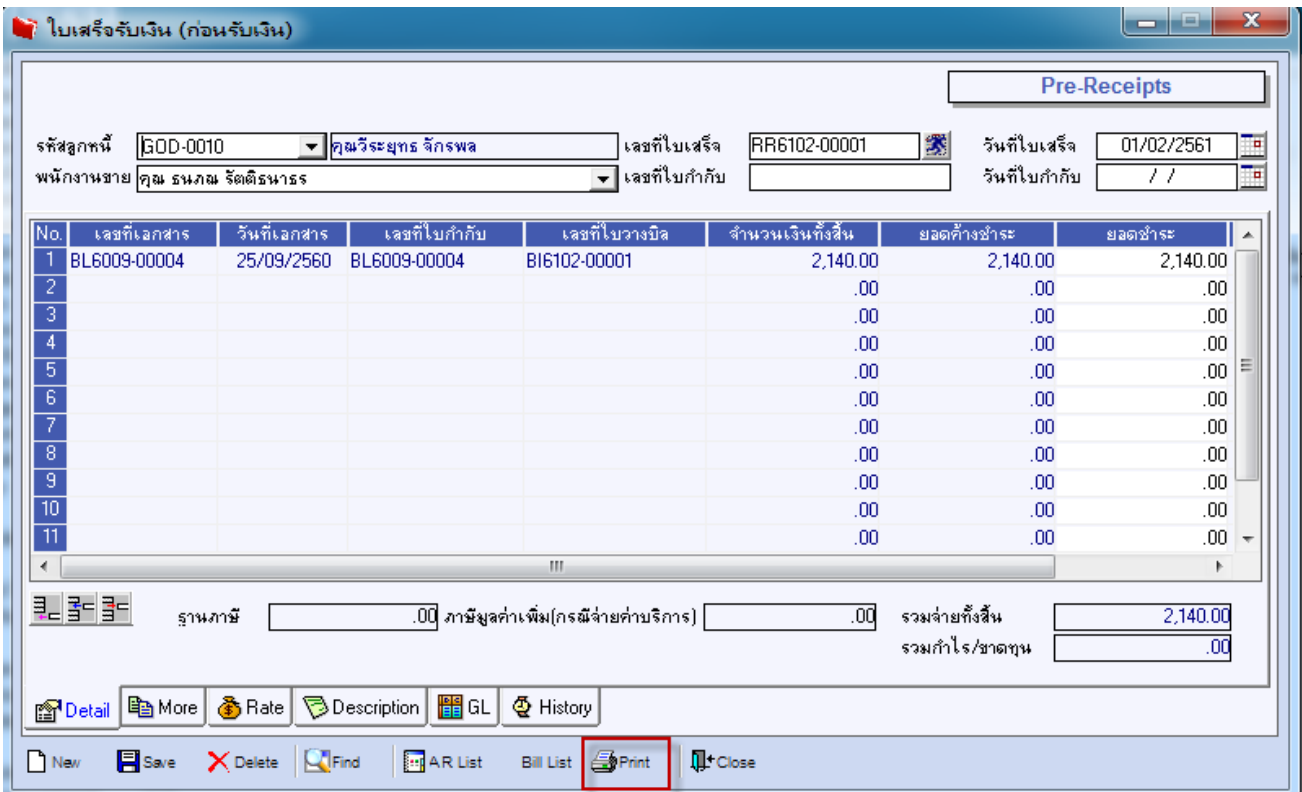 ใบเสร็จรับเงิน (ก่อนรับเงิน)
Pre-Receipts
รหัสลูกหนี้ GOD-0010 คุณวีระยุทธ จักรพล เลขที่ใบเสร็จ RR6102-00001 วันที่ใบเสร็จ 01/02/2561
พนักงานขาย คุณ ธนภณ รัตติธนาธร เลขที่ใบกำกับ วันที่ใบกำกับ / /
No. เลขที่เอกสาร วันที่เอกสาร เลขที่ใบกำกับ เลขที่ใบวางบิล จำนวนเงินทั้งสิ้น ยอดค้างชำระ ยอดชำระ
1 BL6009-00004 25/09/2560 BL6009-00004 BI6102-00001 2,140.00 2,140.00 2,140.00
2 .00 .00 .00
3 .00 .00 .00
4 .00 .00 .00
5 .00 .00 .00
6 .00 .00 .00
7 .00 .00 .00
8 .00 .00 .00
9 .00 .00 .00
10 .00 .00 .00
11 .00 .00 .00
ฐานภาษี .00 ภาษีมูลค่าเพิ่ม(กรณีจ่ายค่าบริการ) .00 รวมจ่ายทั้งสิ้น 2,140.00
รวมกำไร/ขาดทุน .00
Detail More Rate Description GL History
New Save Delete Find AR List Bill List Print Close